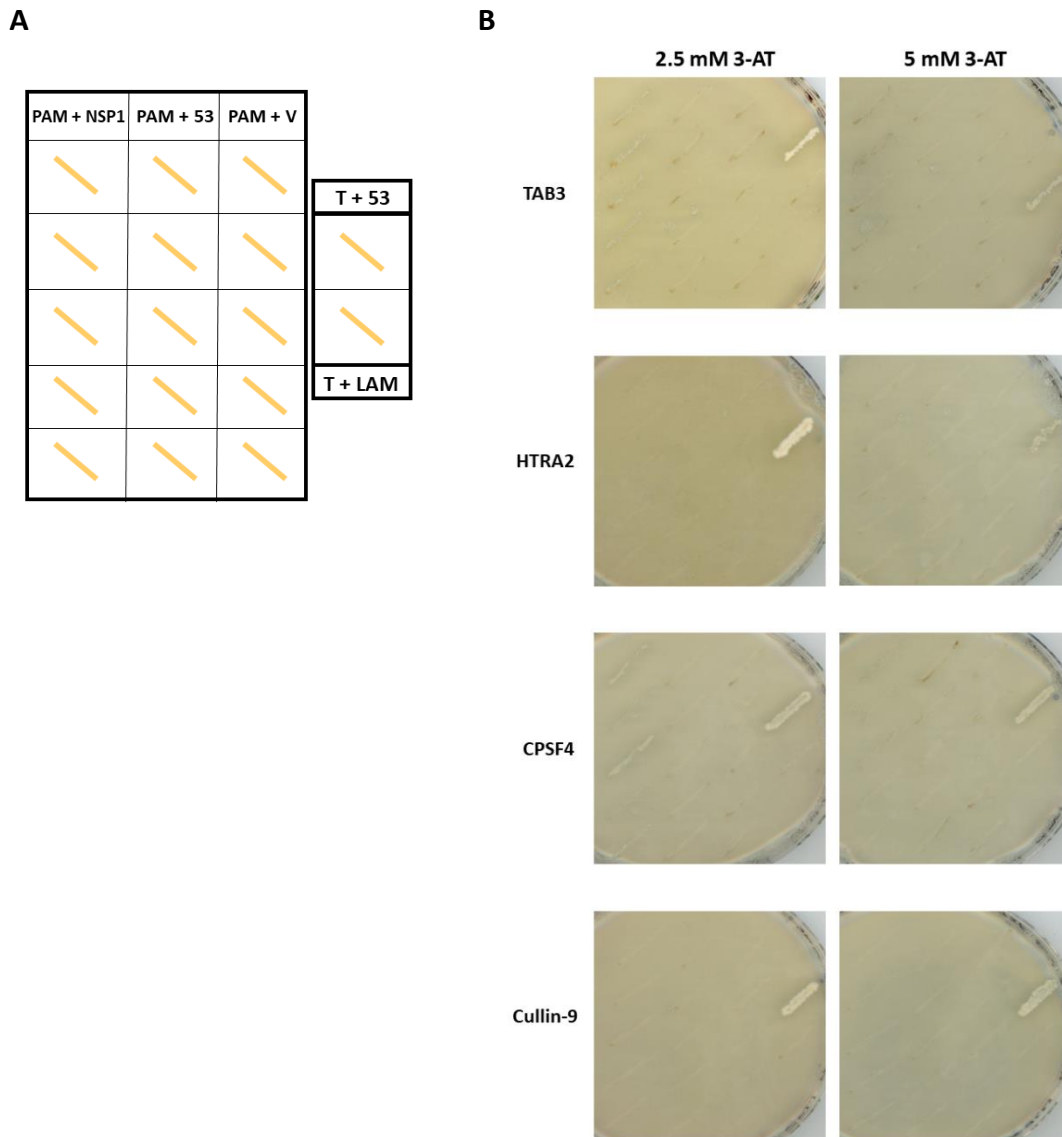 A
B
PAM + NSP1 PAM + 53 PAM + V
T + 53
T + LAM
2.5 mM 3-AT 5 mM 3-AT
TAB3
HTRA2
CPSF4
Cullin-9